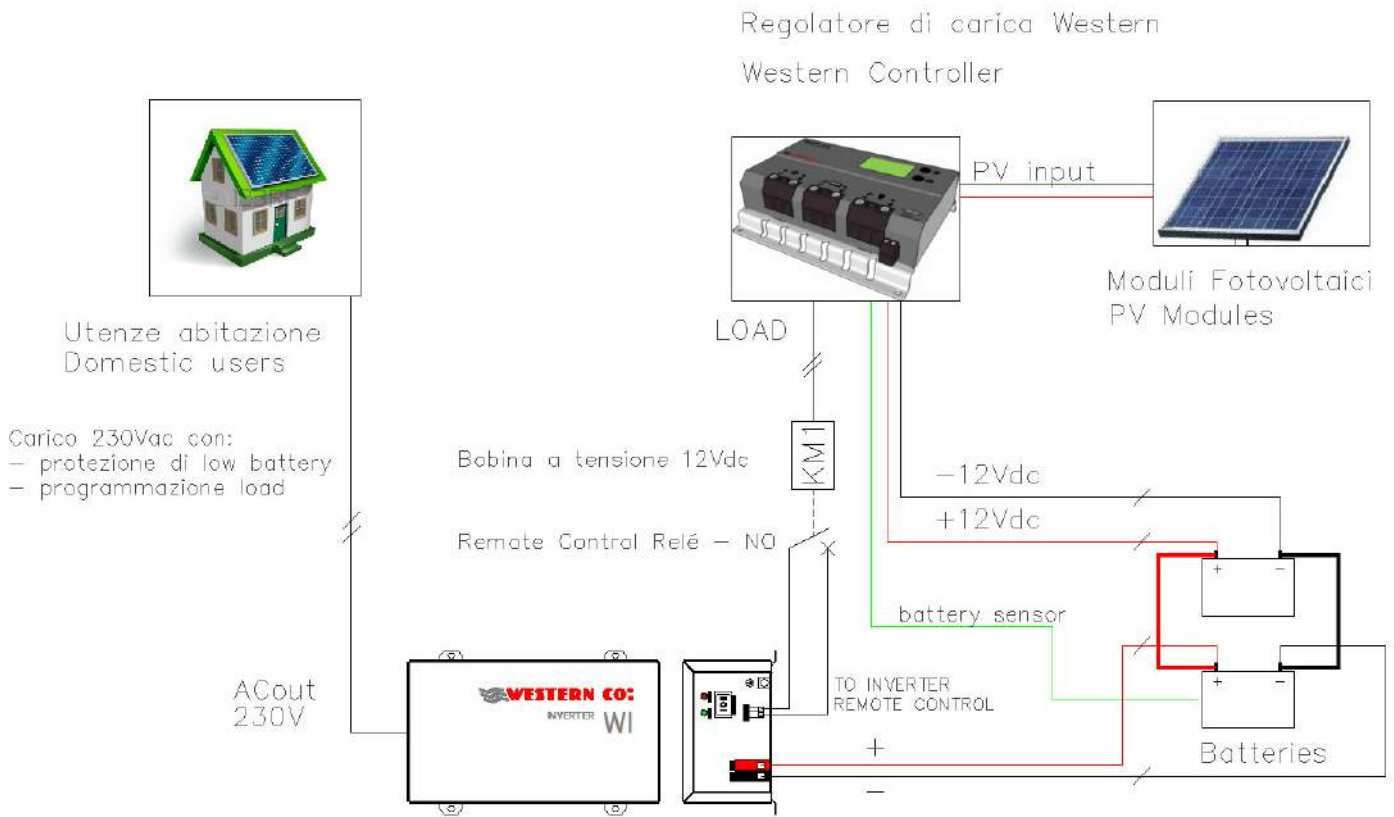 Regolatore di carica Western
Western Controller
PV input
Moduli Fotovoltaici
PV Modules
Utenze abitazione
Domestic users
LOAD
Carico 230Vac con:
– protezione di low battery
– programmazione load
Bobina a tensione 12Vdc
KM1
–12Vdc
+12Vdc
Remote Control Relé – NO
+ –
battery sensor
+ –
ACout
230V
WESTERN CO:
INVERTER WI
TO INVERTER
REMOTE CONTROL
Batteries
+
–